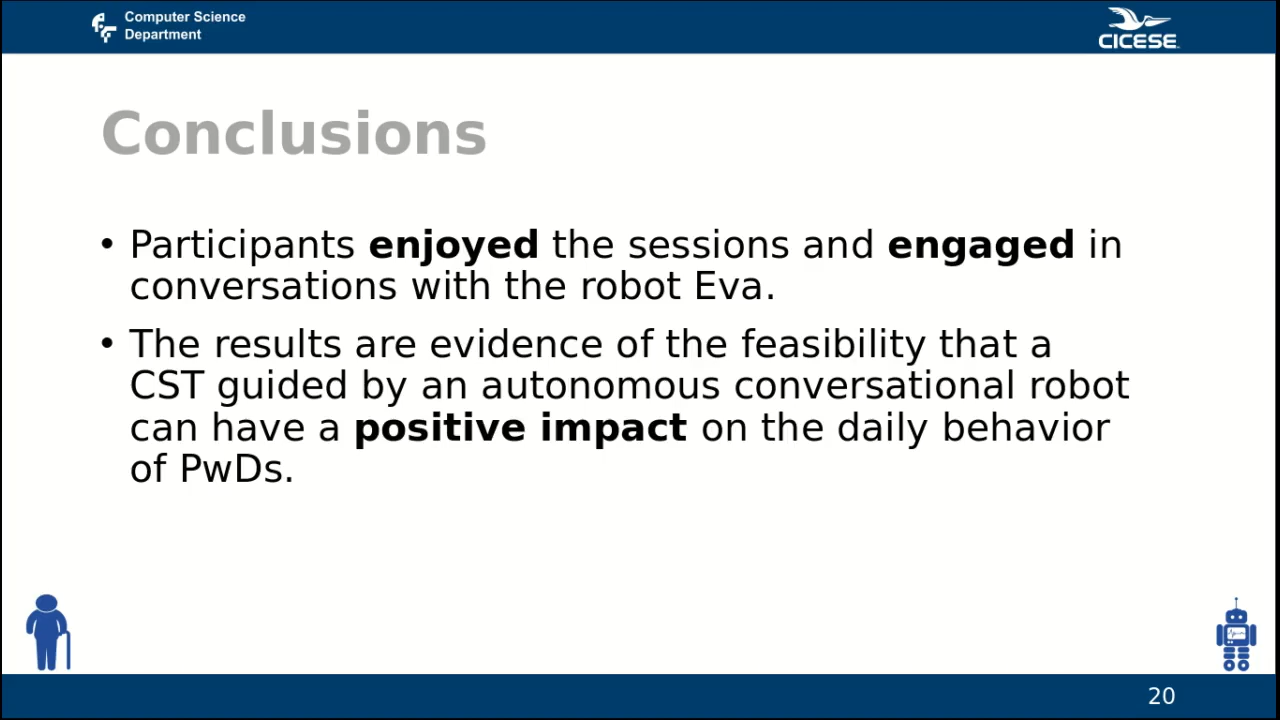 Computer Science
Department
CICESE
Conclusions
• Participants enjoyed the sessions and engaged in
conversations with the robot Eva.
• The results are evidence of the feasibility that a
CST guided by an autonomous conversational robot
can have a positive impact on the daily behavior
of PwDs.
20